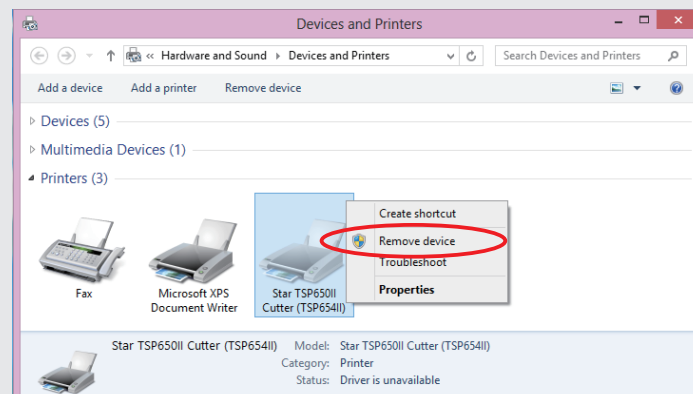 Devices and Printers
« Hardware and Sound Devices and Printers Search Devices and Printers
Add a device Add a printer Remove device
Devices (5)
Multimedia Devices (1)
Printers (3)
Create shortcut
Remove device
Troubleshoot
Properties
Fax
Microsoft XPS
Document Writer
Star TSP650II
Cutter (TSP654II)
Star TSP650II Cutter (TSP654II) Model: Star TSP650II Cutter (TSP654II)
Category: Printer
Status: Driver is unavailable